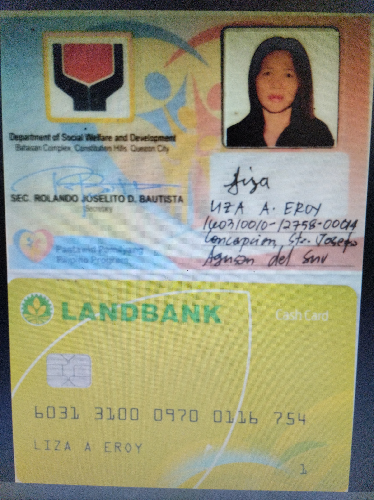 Department of Social Welfare and Development
Batasan Complex, Constitution Hills, Quezon City
SEC. ROLANDO JOSELITO D. BAUTISTA
Secretary
Pantawid Pamilyang
Pilipino Program
Liza
LIZA A. EROY
160310010-12758-00014
Concepcion, Sta. Josefa
Agusan del Sur
LANDBANK
Cash Card
6031 3100 0970 0116 754
LIZA A EROY
1